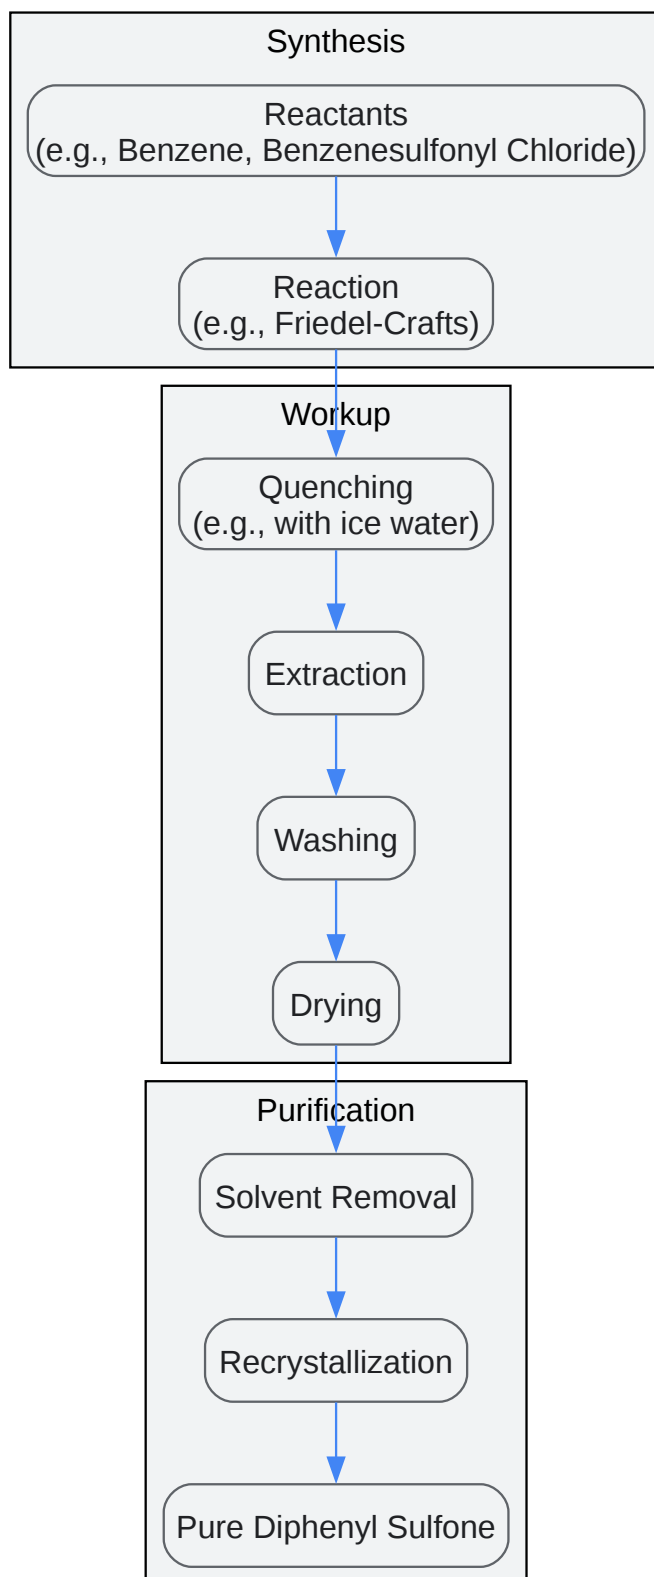 Synthesis
Reactants
(e.g., Benzene, Benzenesulfonyl Chloride)
Reaction
(e.g., Friedel-Crafts)
Workup
Quenching
(e.g., with ice water)
Extraction
Washing
Drying
Purification
Solvent Removal
Recrystallization
Pure Diphenyl Sulfone